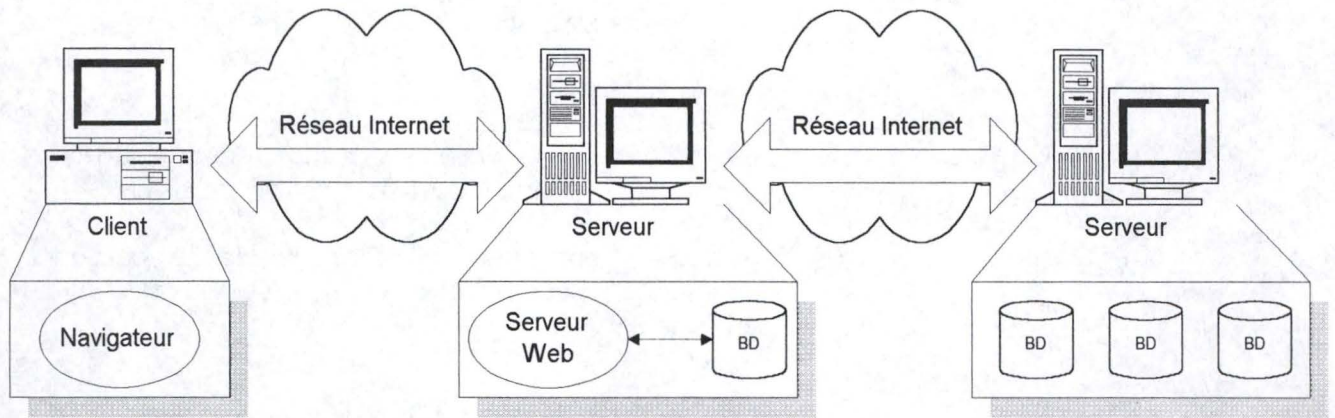 Réseau Internet
Réseau Internet
Client
Serveur
Serveur
Navigateur
Serveur
Web
BD
BD
BD
BD